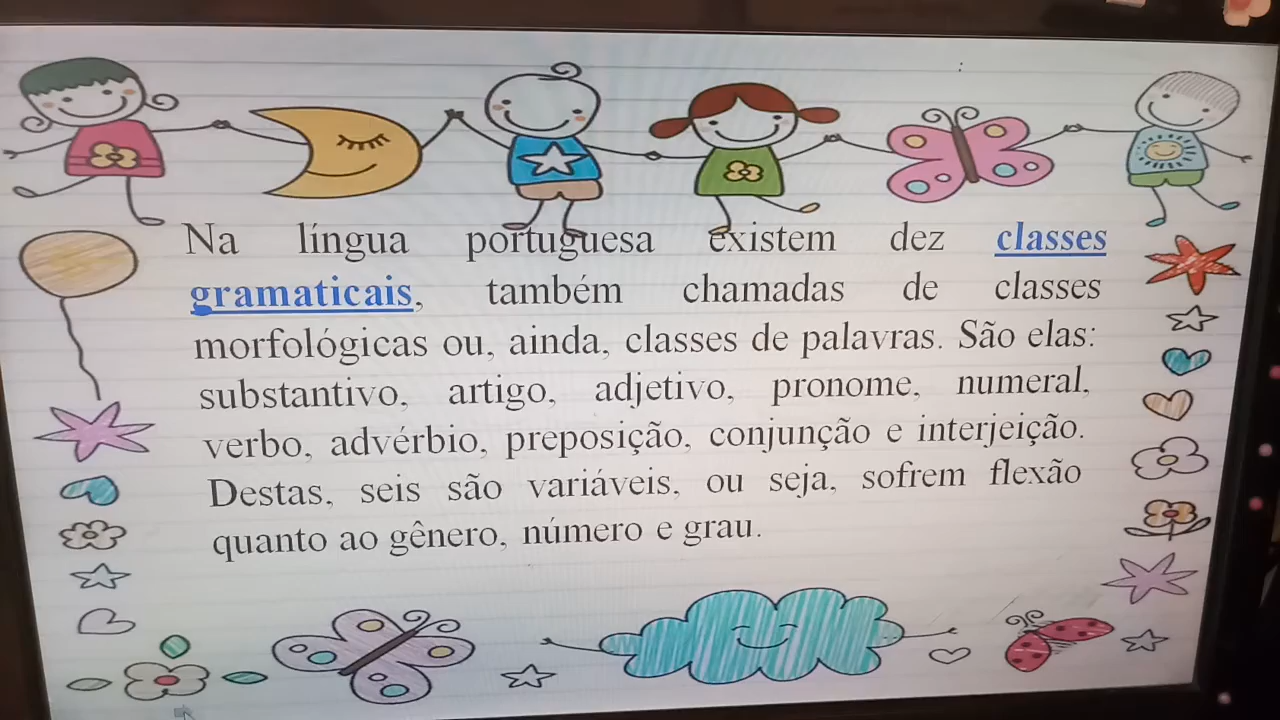 Na língua portuguesa existem dez classes
gramaticais, também chamadas de classes
morfológicas ou, ainda, classes de palavras. São elas:
substantivo, artigo, adjetivo, pronome, numeral,
verbo, advérbio, preposição, conjunção e interjeição.
Destas, seis são variáveis, ou seja, sofrem flexão
quanto ao gênero, número e grau.